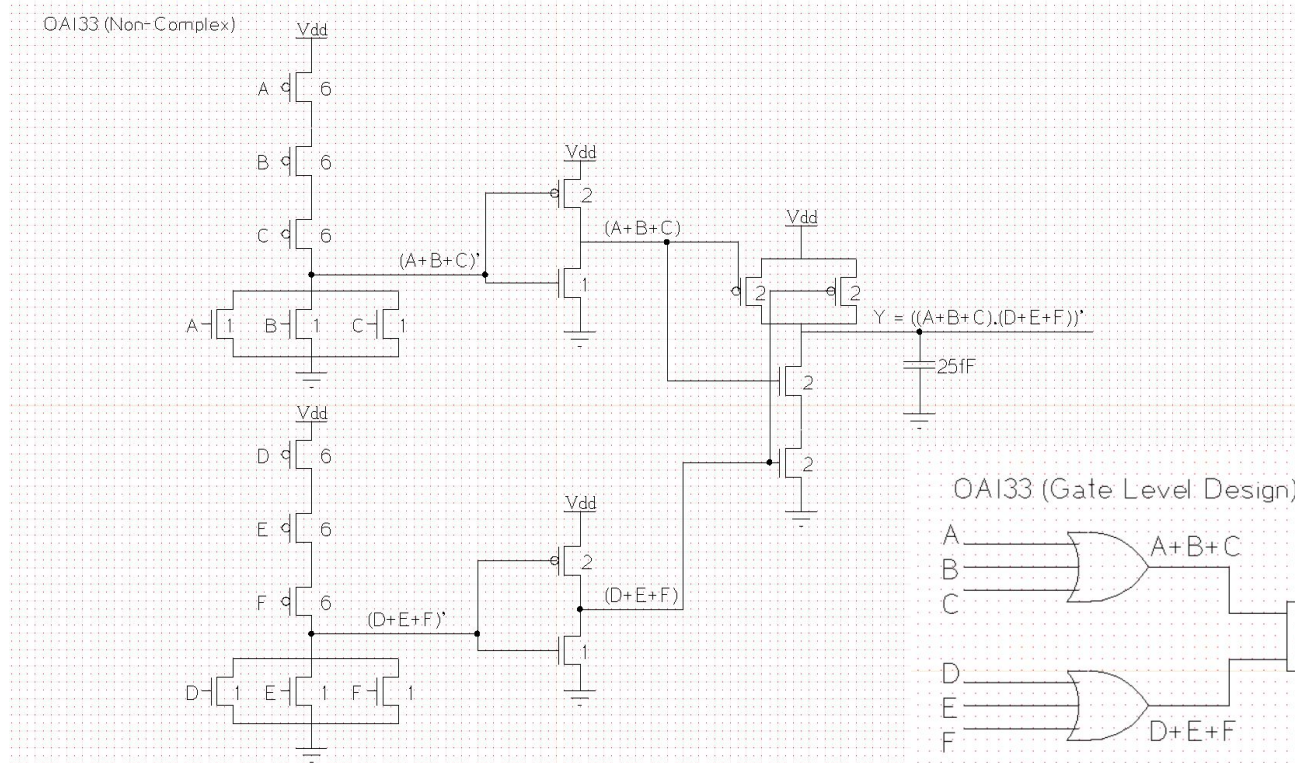 OAI33 (Non-Complex)
Vdd
A 6
B 6
C 6
(A+B+C)'
A 1 B 1 C 1
Vdd
2
1
(A+B+C)
Vdd
2 2
Y = ((A+B+C).(D+E+F))'
25fF
2
2
Vdd
D 6
E 6
F 6
(D+E+F)'
D 1 E 1 F 1
Vdd
2
1
(D+E+F)
OAI33 (Gate Level Design)
A
B
C
A+B+C
D
E
F
D+E+F